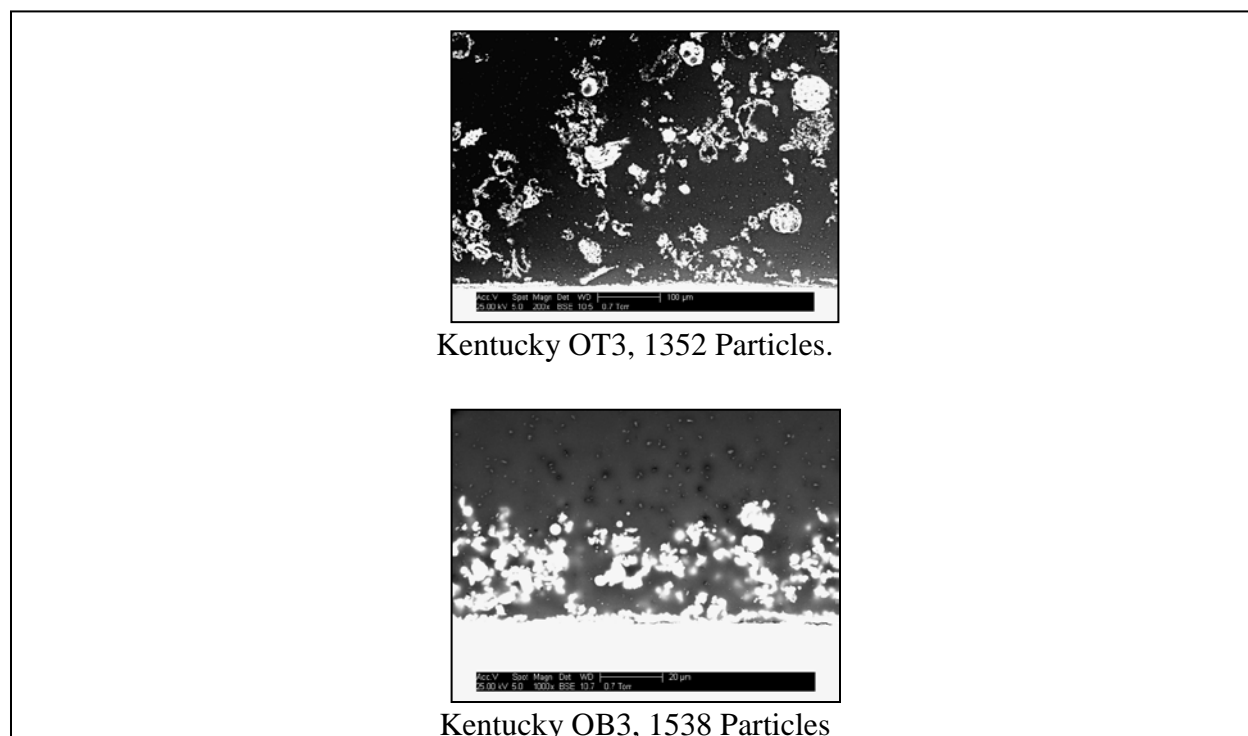 Acc.V Spot Magn Det WD 100 µm
25.00 kV 5.0 200x BSE 10.5 0.7 Torr
Kentucky OT3, 1352 Particles.
Acc.V Spot Magn Det WD 20 µm
25.00 kV 5.0 1000x BSE 10.7 0.7 Torr
Kentucky OB3, 1538 Particles